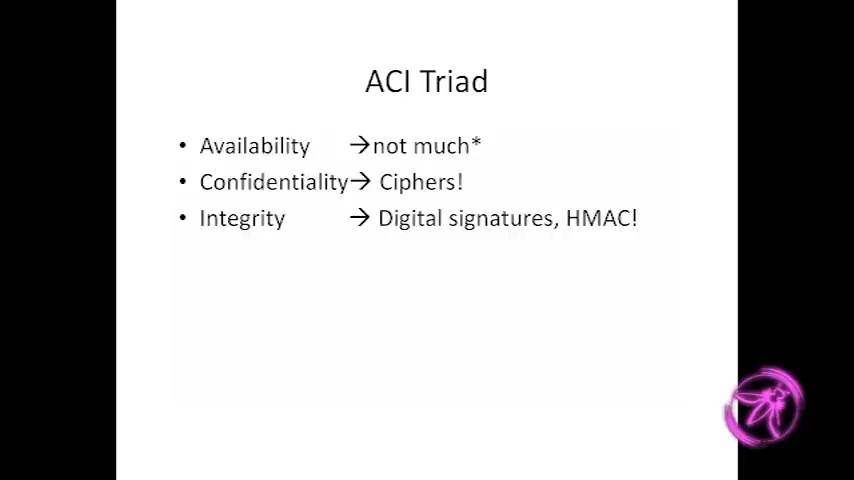 ACI Triad
• Availability →not much*
• Confidentiality→ Ciphers!
• Integrity → Digital signatures, HMAC!